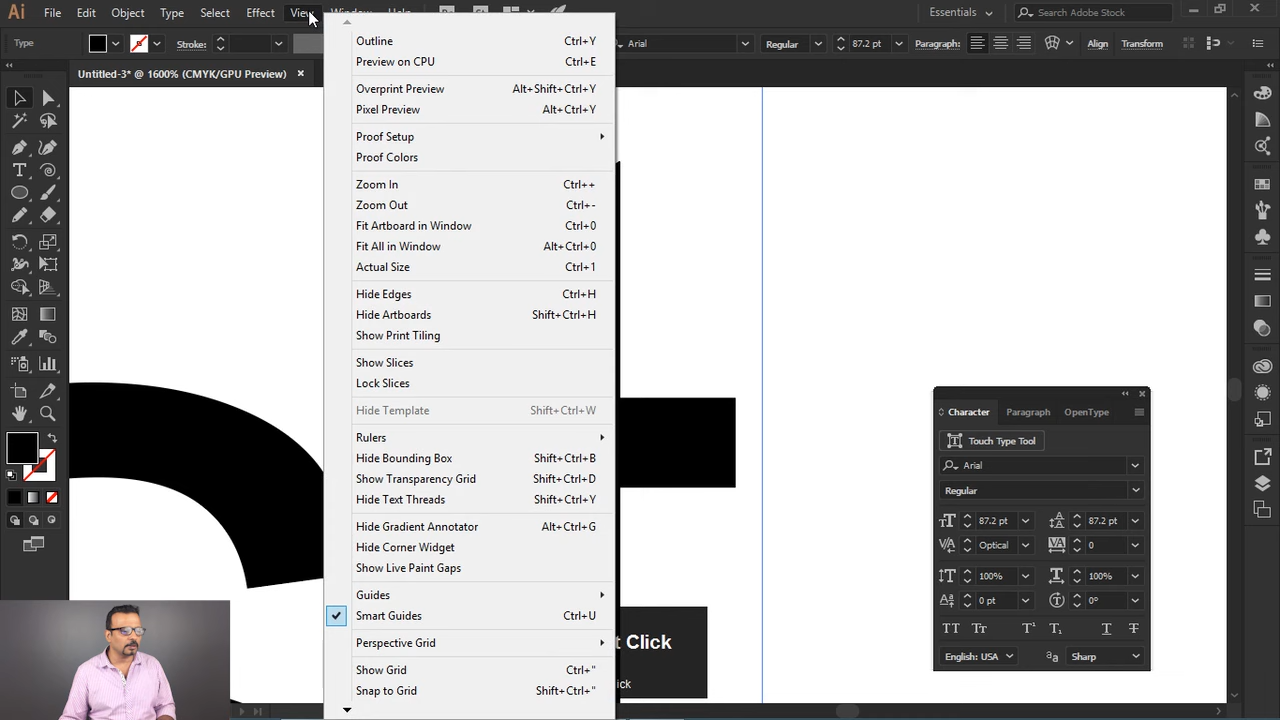 File Edit Object Type Select Effect View Window Help Br St Essentials Search Adobe Stock
Type Stroke: Arial Regular 87.2 pt Paragraph: Align Transform
Untitled-3* @ 1600% (CMYK/GPU Preview)
Outline Ctrl+Y
Preview on CPU Ctrl+E
Overprint Preview Alt+Shift+Ctrl+Y
Pixel Preview Alt+Ctrl+Y
Proof Setup
Proof Colors
Zoom In Ctrl++
Zoom Out Ctrl+-
Fit Artboard in Window Ctrl+0
Fit All in Window Alt+Ctrl+0
Actual Size Ctrl+1
Hide Edges Ctrl+H
Hide Artboards Shift+Ctrl+H
Show Print Tiling
Show Slices
Lock Slices
Hide Template Shift+Ctrl+W
Rulers
Hide Bounding Box Shift+Ctrl+B
Show Transparency Grid Shift+Ctrl+D
Hide Text Threads Shift+Ctrl+Y
Hide Gradient Annotator Alt+Ctrl+G
Hide Corner Widget
Show Live Paint Gaps
Guides
Smart Guides Ctrl+U
Perspective Grid
Show Grid Ctrl+"
Snap to Grid Shift+Ctrl+"
t Click
lick
Character Paragraph OpenType
Touch Type Tool
Arial
Regular
87.2 pt 87.2 pt
Optical 0
100% 100%
0 pt 0°
English: USA Sharp